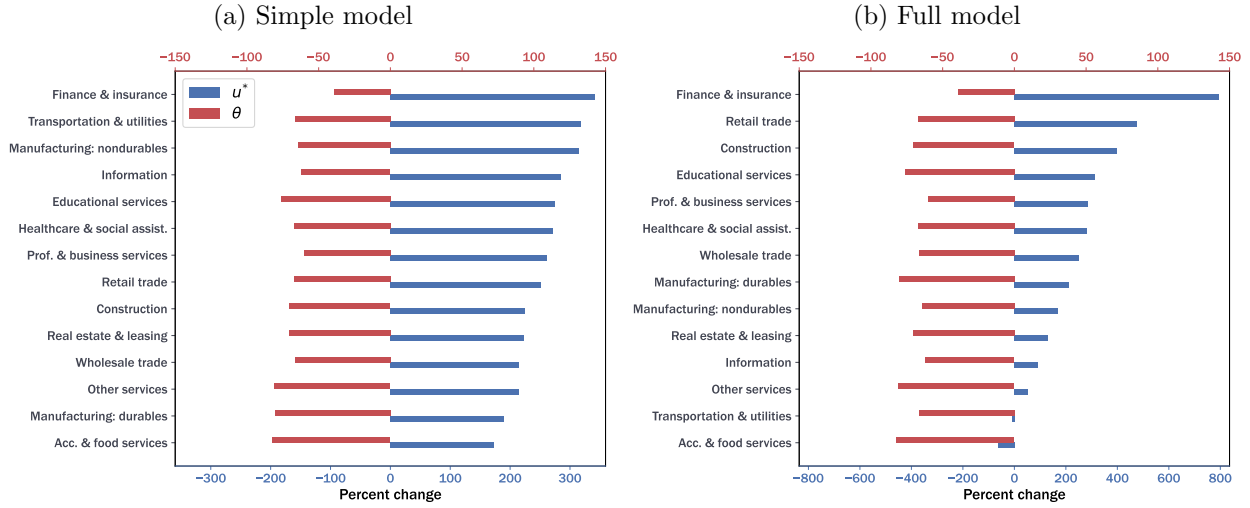 (a) Simple model
−150 −100 −50 0 50 100 150
u*
θ
Finance & insurance
Transportation & utilities
Manufacturing: nondurables
Information
Educational services
Healthcare & social assist.
Prof. & business services
Retail trade
Construction
Real estate & leasing
Wholesale trade
Other services
Manufacturing: durables
Acc. & food services
−300 −200 −100 0 100 200 300
Percent change
(b) Full model
−150 −100 −50 0 50 100 150
Finance & insurance
Retail trade
Construction
Educational services
Prof. & business services
Healthcare & social assist.
Wholesale trade
Manufacturing: durables
Manufacturing: nondurables
Real estate & leasing
Information
Other services
Transportation & utilities
Acc. & food services
−800 −600 −400 −200 0 200 400 600 800
Percent change